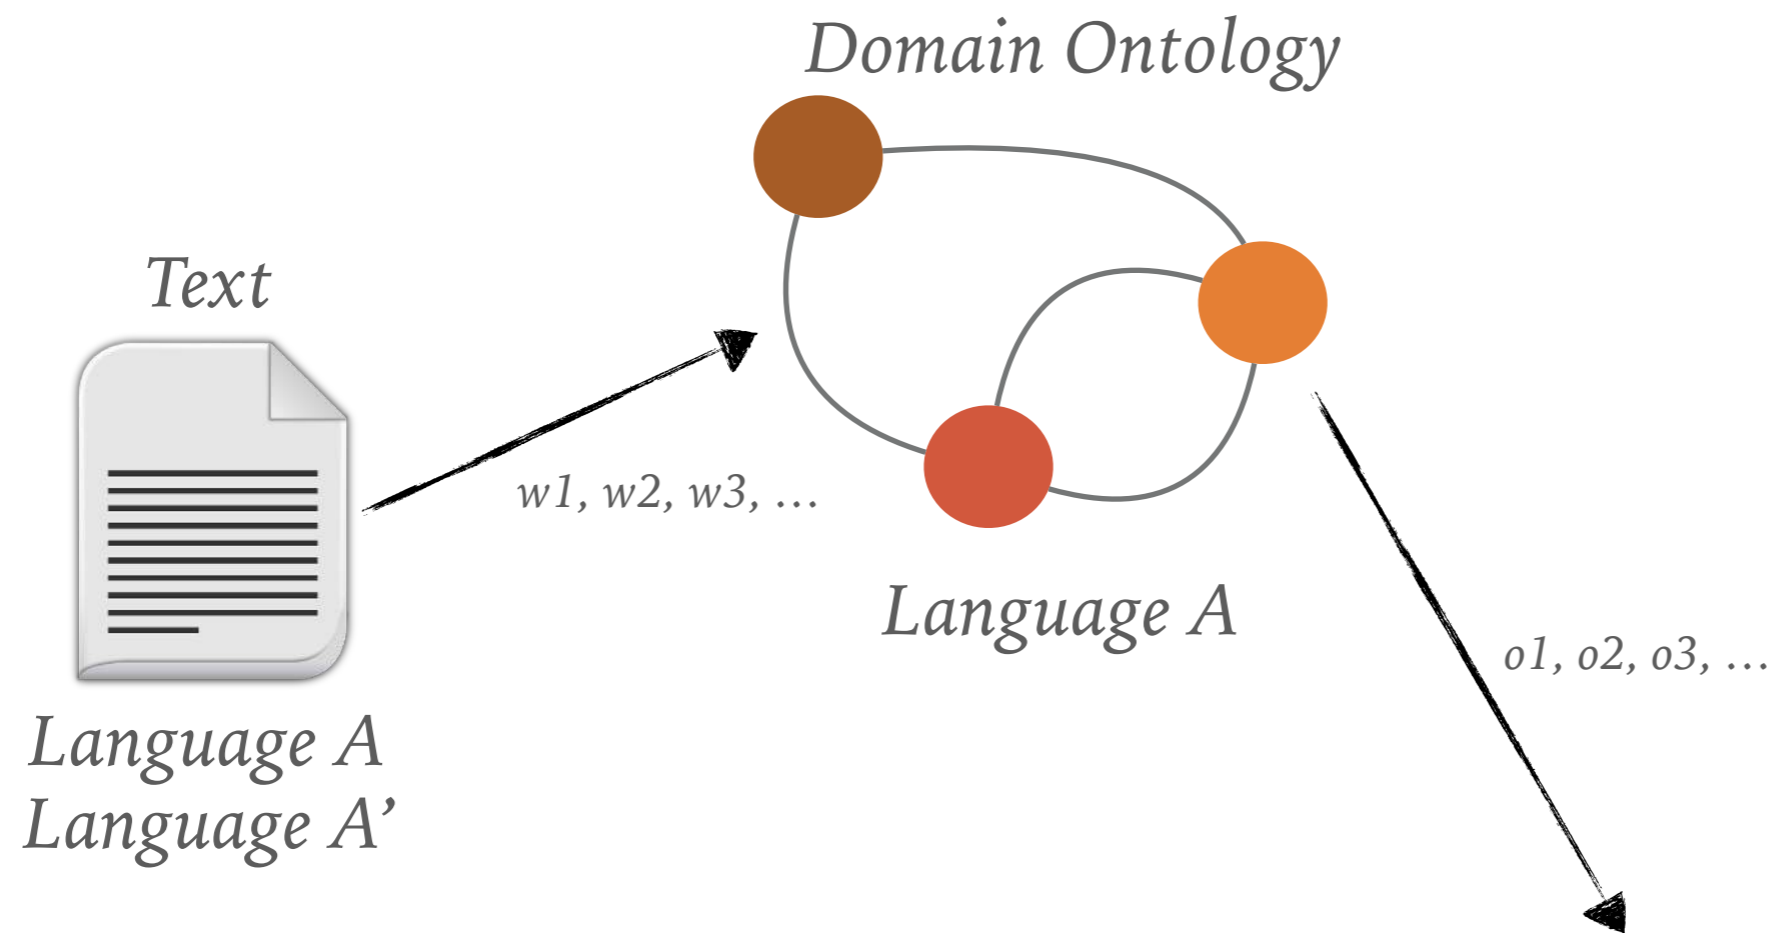 Domain Ontology
Text
w1, w2, w3, ...
Language A
o1, o2, o3, ...
Language A
Language A’